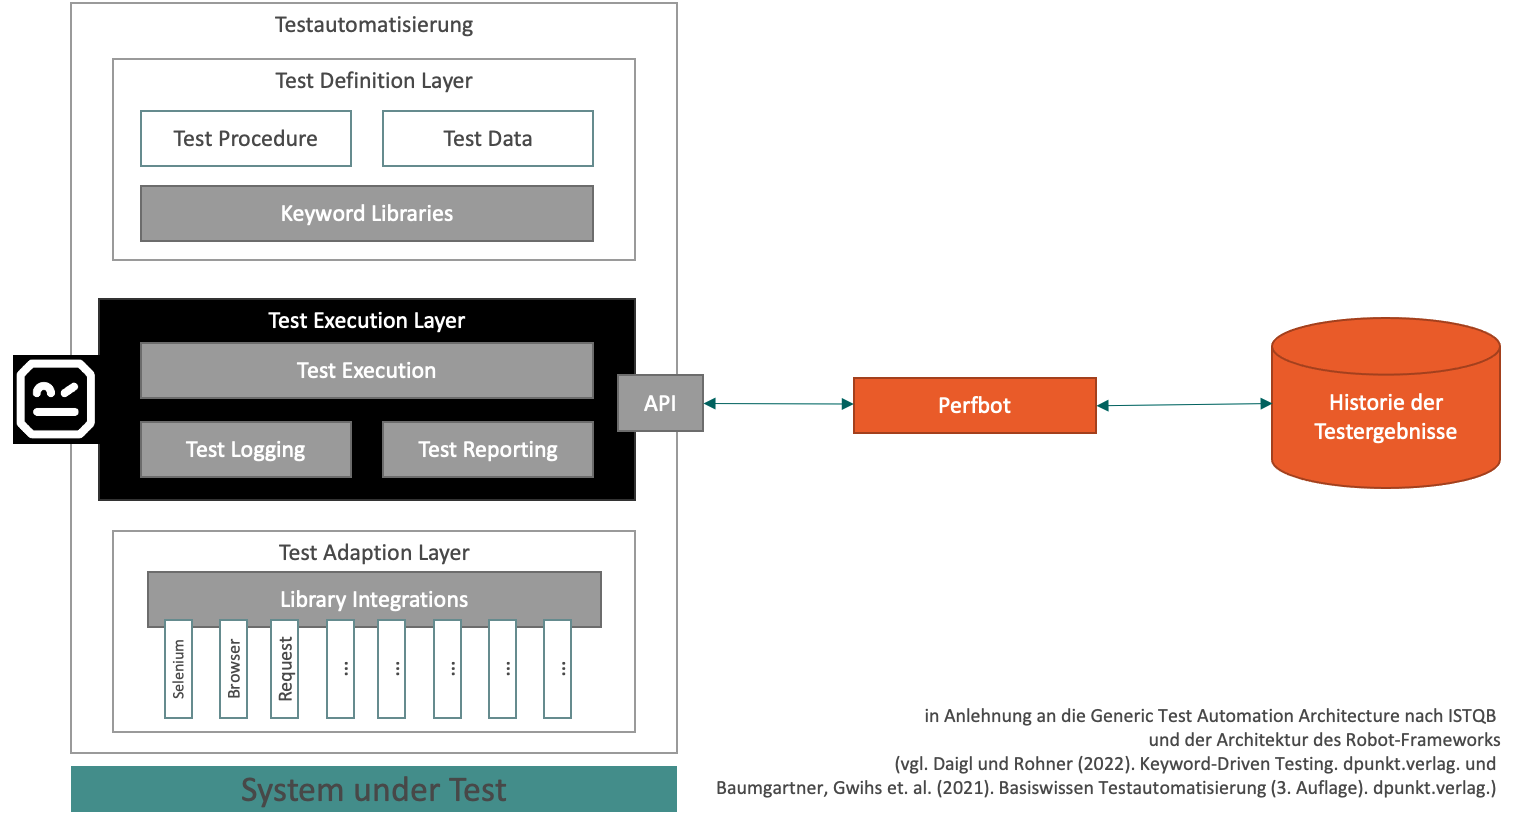 Testautomatisierung
Test Definition Layer
Test Procedure
Test Data
Keyword Libraries
Test Execution Layer
Test Execution
Test Logging
Test Reporting
API
Perfbot
Historie der
Testergebnisse
Test Adaption Layer
Library Integrations
Selenium
Browser
Request
...
...
...
...
...
System under Test
in Anlehnung an die Generic Test Automation Architecture nach ISTQB
und der Architektur des Robot-Frameworks
(vgl. Daigl und Rohner (2022). Keyword-Driven Testing. dpunkt.verlag. und
Baumgartner, Gwihs et. al. (2021). Basiswissen Testautomatisierung (3. Auflage). dpunkt.verlag.)